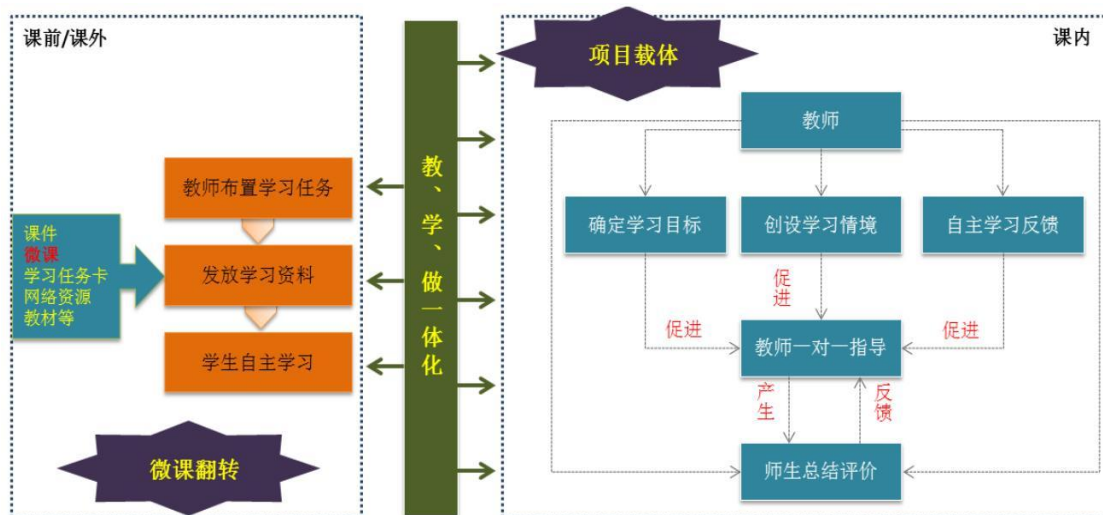 课前/课外
教师布置学习任务
课件
微课
学习任务卡
网络资源
教材等
发放学习资料
学生自主学习
微课翻转
教、学、做一体化
项目载体
课内
教师
确定学习目标
创设学习情境
自主学习反馈
促进
促进
促进
教师一对一指导
产生
反馈
师生总结评价